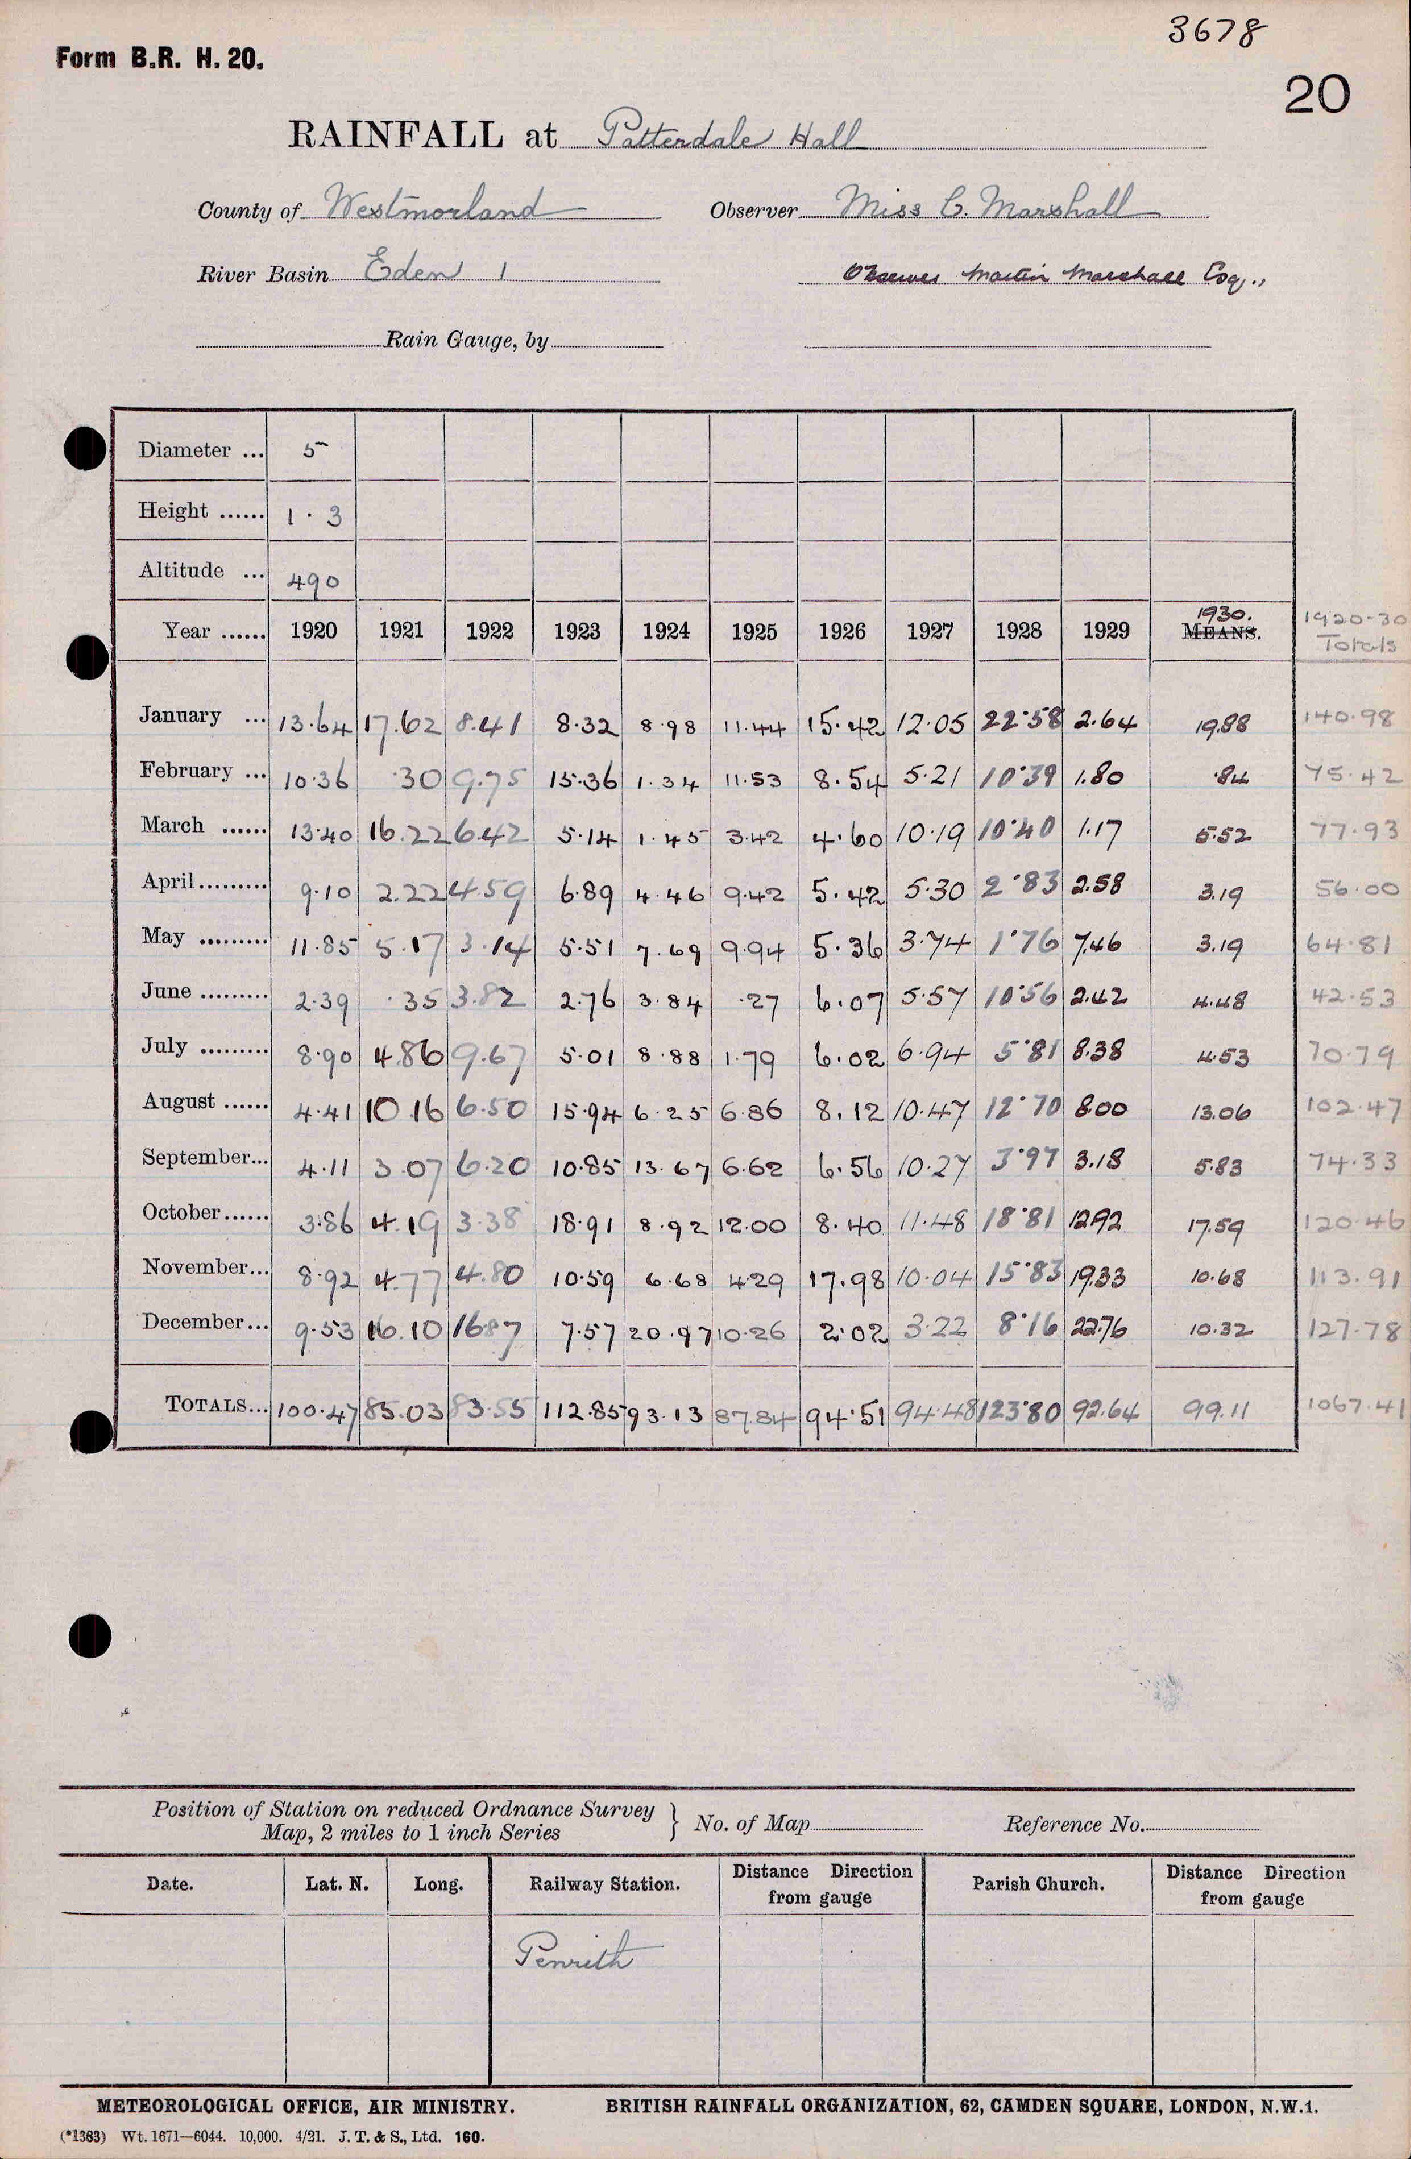 3678
Form B.R. H. 20.
20
RAINFALL at Patterdale Hall
County of Westmorland Observer Miss C. Marshall
River Basin Eden 1 Observer Martin Marshall Esq.,
Rain Gauge, by
Diameter ... 5
Height ...... 1 . 3
Altitude ... 490
1930. 1920-30
Year ...... 1920 1921 1922 1923 1924 1925 1926 1927 1928 1929 MEANS. Totals
January ... 13.64 17.62 8.41 8.32 8.98 11.44 15.42 12.05 22.58 2.64 19.88 140.98
February ... 10.36 .30 9.75 15.36 1.34 11.53 8.54 5.21 10.39 1.80 .84 75.42
March ...... 13.40 16.22 6.42 5.14 1.45 3.42 4.60 10.19 10.40 1.17 5.52 77.93
April ......... 9.10 2.22 4.59 6.89 4.46 9.42 5.42 5.30 2.83 2.58 3.19 56.00
May ......... 11.85 5.17 3.14 5.51 7.69 9.94 5.36 3.74 1.76 7.46 3.19 64.81
June ......... 2.39 .35 3.82 2.76 3.84 .27 6.07 5.57 10.56 2.42 4.48 42.53
July ......... 8.90 4.86 9.67 5.01 8.88 1.79 6.02 6.94 5.81 8.38 4.53 70.79
August ...... 4.41 10.16 6.50 15.94 6.25 6.86 8.12 10.47 12.70 8.00 13.06 102.47
September... 4.11 3.07 6.20 10.85 13.67 6.62 6.56 10.27 3.97 3.18 5.83 74.33
October ...... 3.86 4.19 3.38 18.91 8.92 12.00 8.40 11.48 18.81 12.92 17.59 120.46
November... 8.92 4.77 4.80 10.59 6.68 4.29 17.98 10.04 15.83 19.33 10.68 113.91
December... 9.53 16.10 16.87 7.57 20.97 10.26 2.02 3.22 8.16 22.76 10.32 127.78
TOTALS... 100.47 85.03 83.55 112.85 93.13 87.84 94.51 94.48 123.80 92.64 99.11 1067.41
Position of Station on reduced Ordnance Survey
Map, 2 miles to 1 inch Series } No. of Map Reference No.
Date. Lat. N. Long. Railway Station. Distance Direction from gauge Parish Church. Distance Direction from gauge
Penrith
METEOROLOGICAL OFFICE, AIR MINISTRY. BRITISH RAINFALL ORGANIZATION, 62, CAMDEN SQUARE, LONDON, N.W.1.
(*1363) Wt. 1671—6044. 10,000. 4/21. J. T. & S., Ltd. 160.